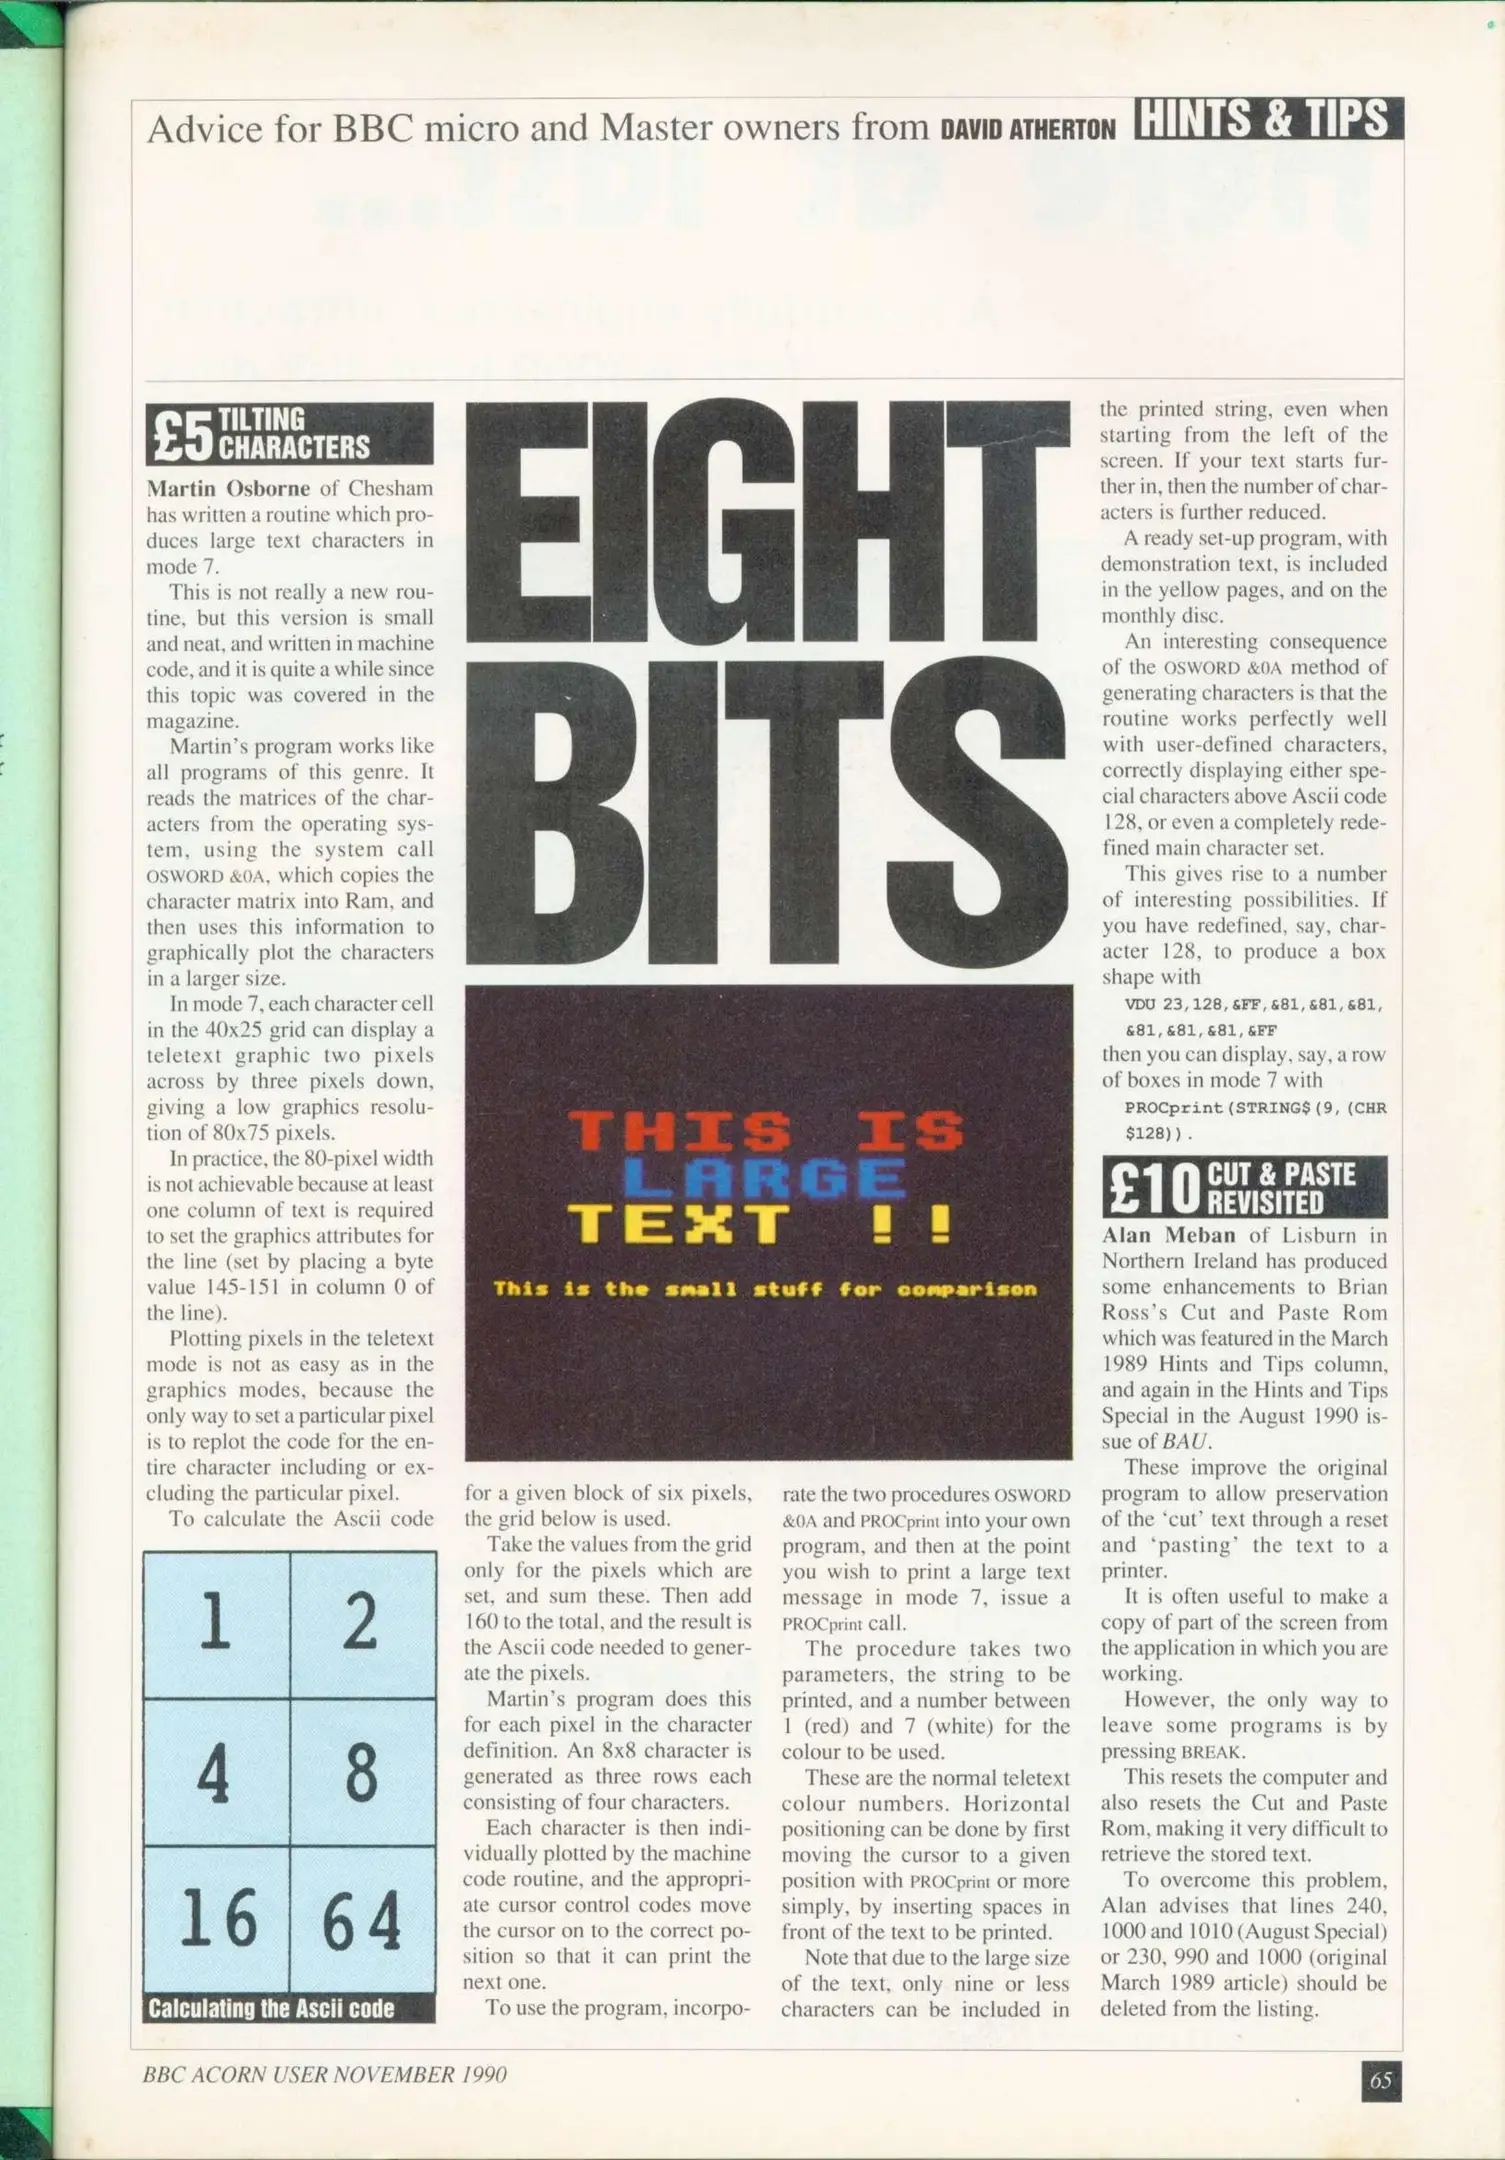 Advice for BBC micro and Master owners from DAVID ATHERTON HINTS & TIPS
£5 TILTING
CHARACTERS
Martin Osborne of Chesham
has written a routine which pro-
duces large text characters in
mode 7.
This is not really a new rou-
tine, but this version is small
and neat, and written in machine
code, and it is quite a while since
this topic was covered in the
magazine.
Martin's program works like
all programs of this genre. It
reads the matrices of the char-
acters from the operating sys-
tem, using the system call
OSWORD &0A, which copies the
character matrix into Ram, and
then uses this information to
graphically plot the characters
in a larger size.
In mode 7, each character cell
in the 40x25 grid can display a
teletext graphic two pixels
across by three pixels down,
giving a low graphics resolu-
tion of 80x75 pixels.
In practice, the 80-pixel width
is not achievable because at least
one column of text is required
to set the graphics attributes for
the line (set by placing a byte
value 145-151 in column 0 of
the line).
Plotting pixels in the teletext
mode is not as easy as in the
graphics modes, because the
only way to set a particular pixel
is to replot the code for the en-
tire character including or ex-
cluding the particular pixel.
To calculate the Ascii code
1 2
4 8
16 64
Calculating the Ascii code
EIGHT
BITS
THIS IS
LARGE
TEXT !!
This is the small stuff for comparison
for a given block of six pixels,
the grid below is used.
Take the values from the grid
only for the pixels which are
set, and sum these. Then add
160 to the total, and the result is
the Ascii code needed to gener-
ate the pixels.
Martin's program does this
for each pixel in the character
definition. An 8x8 character is
generated as three rows each
consisting of four characters.
Each character is then indi-
vidually plotted by the machine
code routine, and the appropri-
ate cursor control codes move
the cursor on to the correct po-
sition so that it can print the
next one.
To use the program, incorpo-
rate the two procedures OSWORD
&0A and PROCprint into your own
program, and then at the point
you wish to print a large text
message in mode 7, issue a
PROCprint call.
The procedure takes two
parameters, the string to be
printed, and a number between
1 (red) and 7 (white) for the
colour to be used.
These are the normal teletext
colour numbers. Horizontal
positioning can be done by first
moving the cursor to a given
position with PROCprint or more
simply, by inserting spaces in
front of the text to be printed.
Note that due to the large size
of the text, only nine or less
characters can be included in
the printed string, even when
starting from the left of the
screen. If your text starts fur-
ther in, then the number of char-
acters is further reduced.
A ready set-up program, with
demonstration text, is included
in the yellow pages, and on the
monthly disc.
An interesting consequence
of the OSWORD &0A method of
generating characters is that the
routine works perfectly well
with user-defined characters,
correctly displaying either spe-
cial characters above Ascii code
128, or even a completely rede-
fined main character set.
This gives rise to a number
of interesting possibilities. If
you have redefined, say, char-
acter 128, to produce a box
shape with
VDU 23,128,&FF,&81,&81,&81,
&81,&81,&81,&FF
then you can display, say, a row
of boxes in mode 7 with
PROCprint(STRING$(9,(CHR
$128)).
£10 CUT & PASTE
REVISITED
Alan Meban of Lisburn in
Northern Ireland has produced
some enhancements to Brian
Ross's Cut and Paste Rom
which was featured in the March
1989 Hints and Tips column,
and again in the Hints and Tips
Special in the August 1990 is-
sue of BAU.
These improve the original
program to allow preservation
of the 'cut' text through a reset
and 'pasting' the text to a
printer.
It is often useful to make a
copy of part of the screen from
the application in which you are
working.
However, the only way to
leave some programs is by
pressing BREAK.
This resets the computer and
also resets the Cut and Paste
Rom, making it very difficult to
retrieve the stored text.
To overcome this problem,
Alan advises that lines 240,
1000 and 1010 (August Special)
or 230, 990 and 1000 (original
March 1989 article) should be
deleted from the listing.
BBC ACORN USER NOVEMBER 1990
65